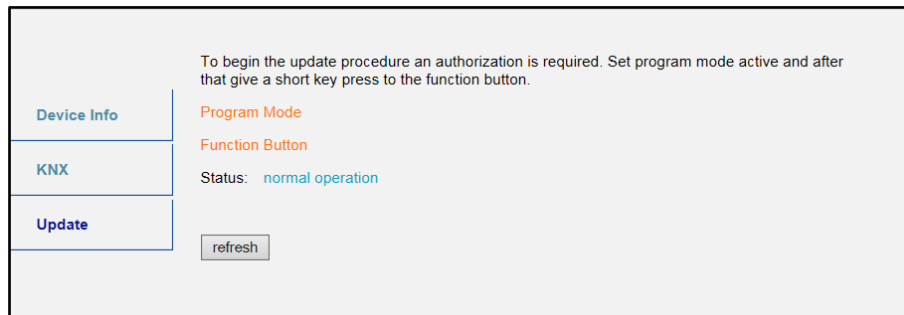 To begin the update procedure an authorization is required. Set program mode active and after
that give a short key press to the function button.
Device Info
Program Mode
Function Button
KNX
Status: normal operation
Update
refresh